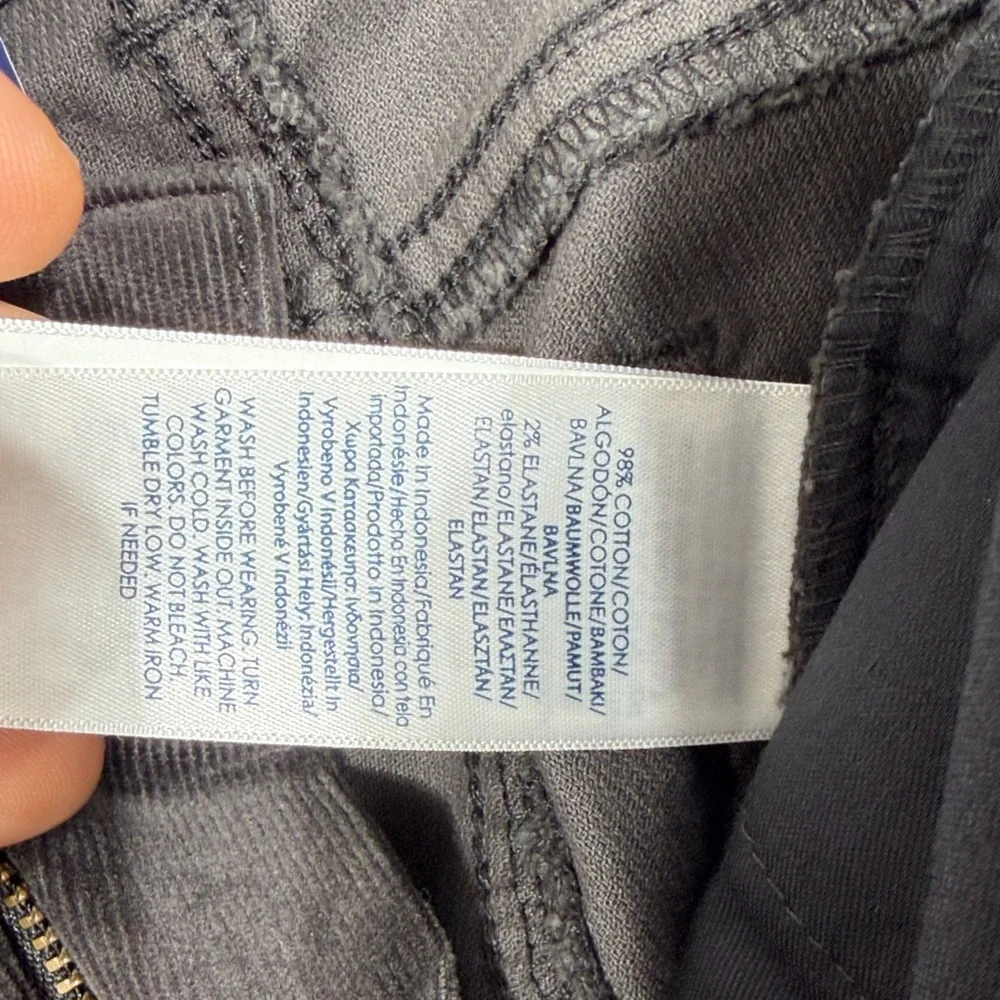 98% COTTON/COTON/
ALGODÓN/COTONE/BAMBAKI/
BAVLNA/BAUMWOLLE/PAMUT/
BAVLNA
2% ELASTANE/ÉLASTHANNE/
elastano/ELASTANE/ΕΛΑΣΤΑΝ/
ELASTAN/ELASTAN/ELASZTÁN/
ELASTAN
Made In Indonesia/Fabriqué En
Indonésie/Hecho En Indonesia con tela
importada/Prodotto in Indonesia/
Χωρα Κατασκευησ: Ινδονησια/
Vyrobeno V Indonésii/Hergestellt in
Indonesien/Gyártási Hely: Indonézia/
Vyrobené V Indonézii
WASH BEFORE WEARING. TURN
GARMENT INSIDE OUT. MACHINE
WASH COLD. WASH WITH LIKE
COLORS. DO NOT BLEACH.
TUMBLE DRY LOW. WARM IRON
IF NEEDED